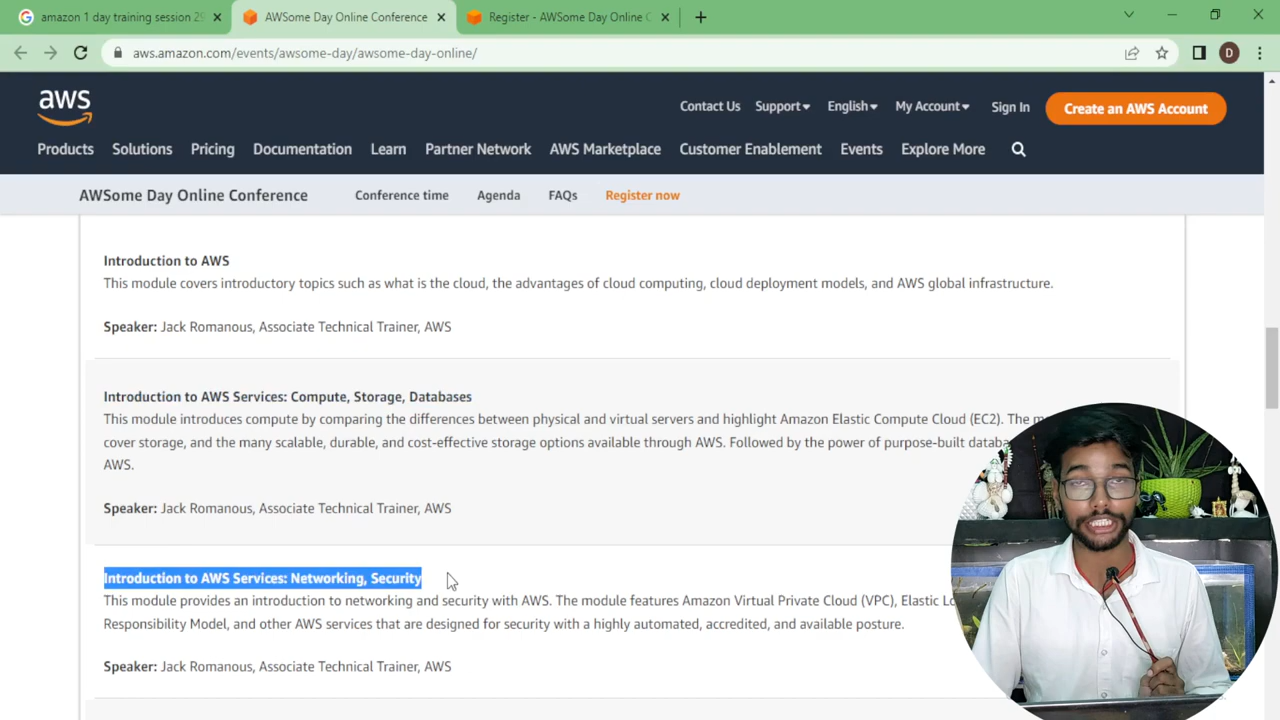 amazon 1 day training session 29
AWSome Day Online Conference
Register - AWSome Day Online C
aws.amazon.com/events/awsome-day/awsome-day-online/
D
aws
Contact Us Support English My Account Sign In Create an AWS Account
Products Solutions Pricing Documentation Learn Partner Network AWS Marketplace Customer Enablement Events Explore More
AWSome Day Online Conference Conference time Agenda FAQs Register now
Introduction to AWS
This module covers introductory topics such as what is the cloud, the advantages of cloud computing, cloud deployment models, and AWS global infrastructure.
Speaker: Jack Romanous, Associate Technical Trainer, AWS
Introduction to AWS Services: Compute, Storage, Databases
This module introduces compute by comparing the differences between physical and virtual servers and highlight Amazon Elastic Compute Cloud (EC2). The
cover storage, and the many scalable, durable, and cost-effective storage options available through AWS. Followed by the power of purpose-built
AWS.
Speaker: Jack Romanous, Associate Technical Trainer, AWS
Introduction to AWS Services: Networking, Security
This module provides an introduction to networking and security with AWS. The module features Amazon Virtual Private Cloud (VPC), Elastic
Responsibility Model, and other AWS services that are designed for security with a highly automated, accredited, and available posture.
Speaker: Jack Romanous, Associate Technical Trainer, AWS